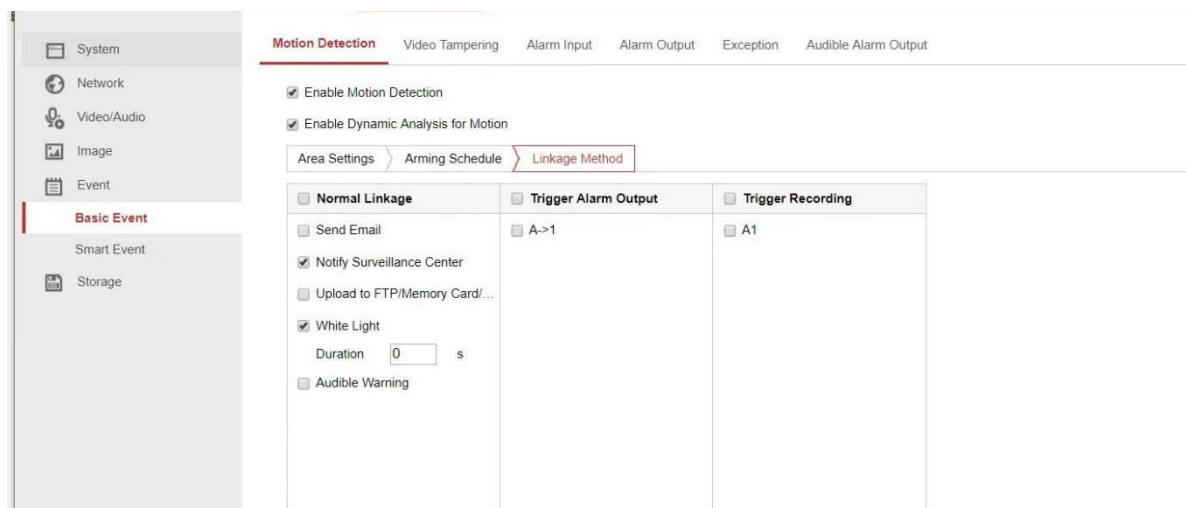 System
Network
Video/Audio
Image
Event
Basic Event
Smart Event
Storage
Motion Detection Video Tampering Alarm Input Alarm Output Exception Audible Alarm Output
Enable Motion Detection
Enable Dynamic Analysis for Motion
Area Settings Arming Schedule Linkage Method
Normal Linkage Trigger Alarm Output Trigger Recording
Send Email A->1 A1
Notify Surveillance Center
Upload to FTP/Memory Card/...
White Light
Duration 0 s
Audible Warning